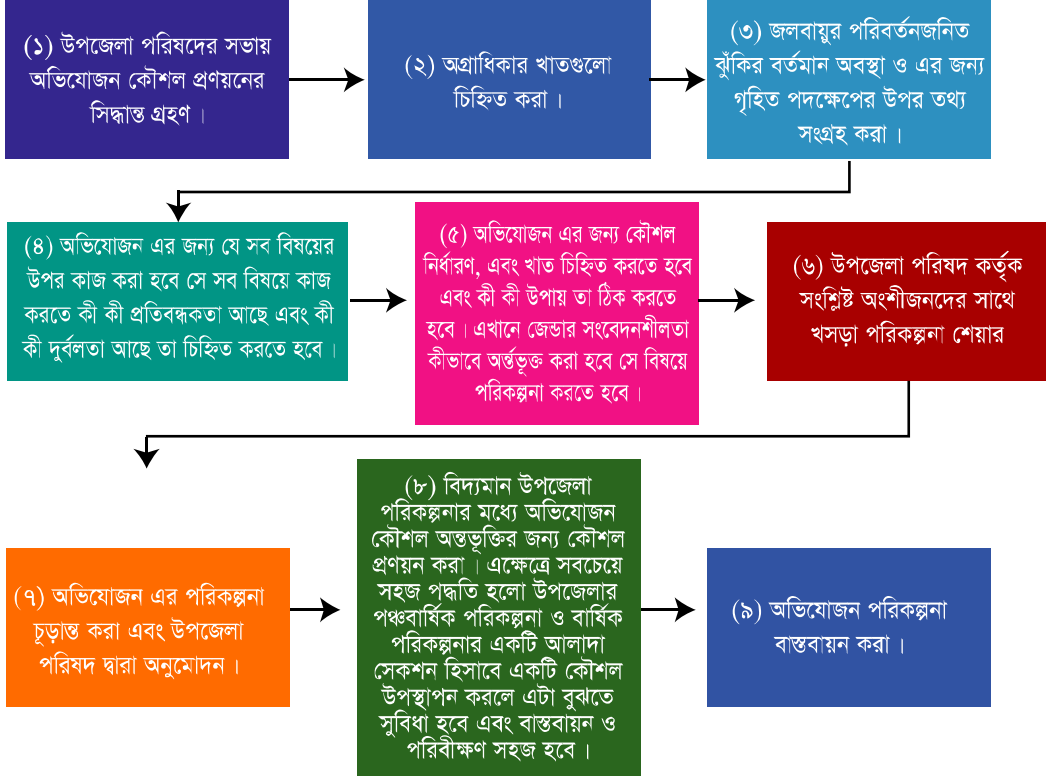 (১) উপজেলা পরিষদের সভায়
অভিযোজন কৌশল প্রণয়নের
সিদ্ধান্ত গ্রহণ।
(২) অগ্রাধিকার খাতগুলো
চিহ্নিত করা।
(৩) জলবায়ুর পরিবর্তনজনিত
ঝুঁকির বর্তমান অবস্থা ও এর জন্য
গৃহিত পদক্ষেপের উপর তথ্য
সংগ্রহ করা।
(৪) অভিযোজন এর জন্য যে সব বিষয়ের
উপর কাজ করা হবে সে সব বিষয়ে কাজ
করতে কী কী প্রতিবন্ধকতা আছে এবং কী
কী দুর্বলতা আছে তা চিহ্নিত করতে হবে।
(৫) অভিযোজন এর জন্য কৌশল
নির্ধারণ, এবং খাত চিহ্নিত করতে হবে
এবং কী কী উপায় তা ঠিক করতে
হবে। এখানে জেন্ডার সংবেদনশীলতা
কীভাবে অর্ন্তভূক্ত করা হবে সে বিষয়ে
পরিকল্পনা করতে হবে।
(৬) উপজেলা পরিষদ কর্তৃক
সংশ্লিষ্ট অংশীজনদের সাথে
খসড়া পরিকল্পনা শেয়ার
(৭) অভিযোজন এর পরিকল্পনা
চূড়ান্ত করা এবং উপজেলা
পরিষদ দ্বারা অনুমোদন।
(৮) বিদ্যমান উপজেলা
পরিকল্পনার মধ্যে অভিযোজন
কৌশল অন্তভূক্তির জন্য কৌশল
প্রণয়ন করা। এক্ষেত্রে সবচেয়ে
সহজ পদ্ধতি হলো উপজেলার
পঞ্চবার্ষিক পরিকল্পনা ও বার্ষিক
পরিকল্পনার একটি আলাদা
সেকশন হিসাবে একটি কৌশল
উপস্থাপন করলে এটা বুঝতে
সুবিধা হবে এবং বাস্তবায়ন ও
পরিবীক্ষণ সহজ হবে।
(৯) অভিযোজন পরিকল্পনা
বাস্তবায়ন করা।